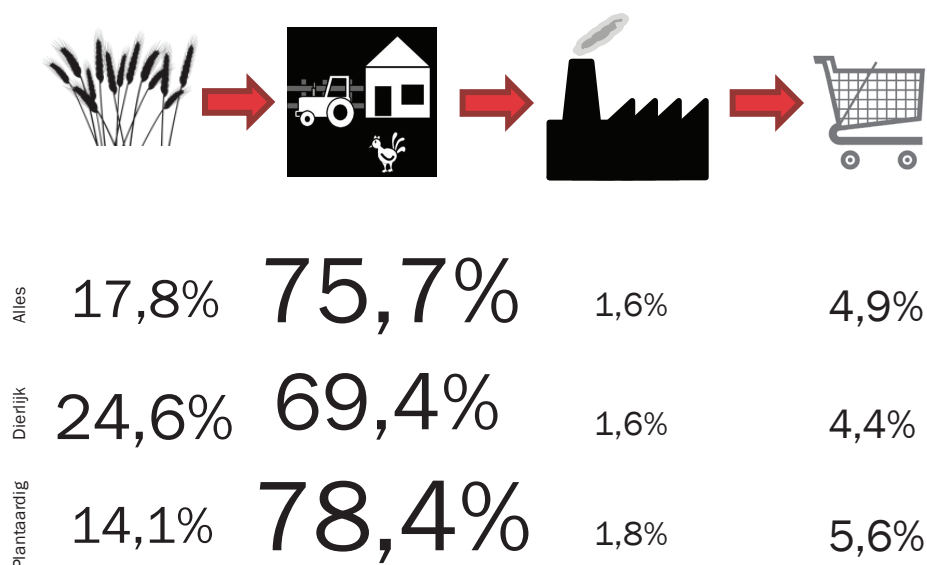 Alles 17,8% 75,7% 1,6% 4,9%
Dierlijk 24,6% 69,4% 1,6% 4,4%
Plantaardig 14,1% 78,4% 1,8% 5,6%